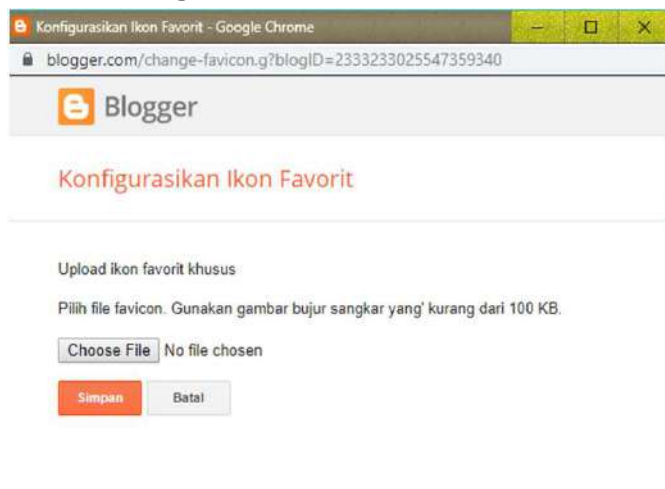 Konfigurasikan Ikon Favorit - Google Chrome
blogger.com/change-favicon.g?blogID=2333233025547359340
Blogger
Konfigurasikan Ikon Favorit
Upload ikon favorit khusus
Pilih file favicon. Gunakan gambar bujur sangkar yang' kurang dari 100 KB.
Choose File No file chosen
Simpan Batal